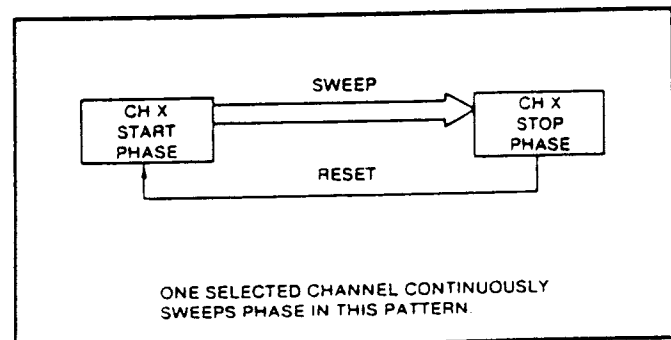 SWEEP
CH X
START
PHASE
CH X
STOP
PHASE
RESET
ONE SELECTED CHANNEL CONTINUOUSLY
SWEEPS PHASE IN THIS PATTERN.